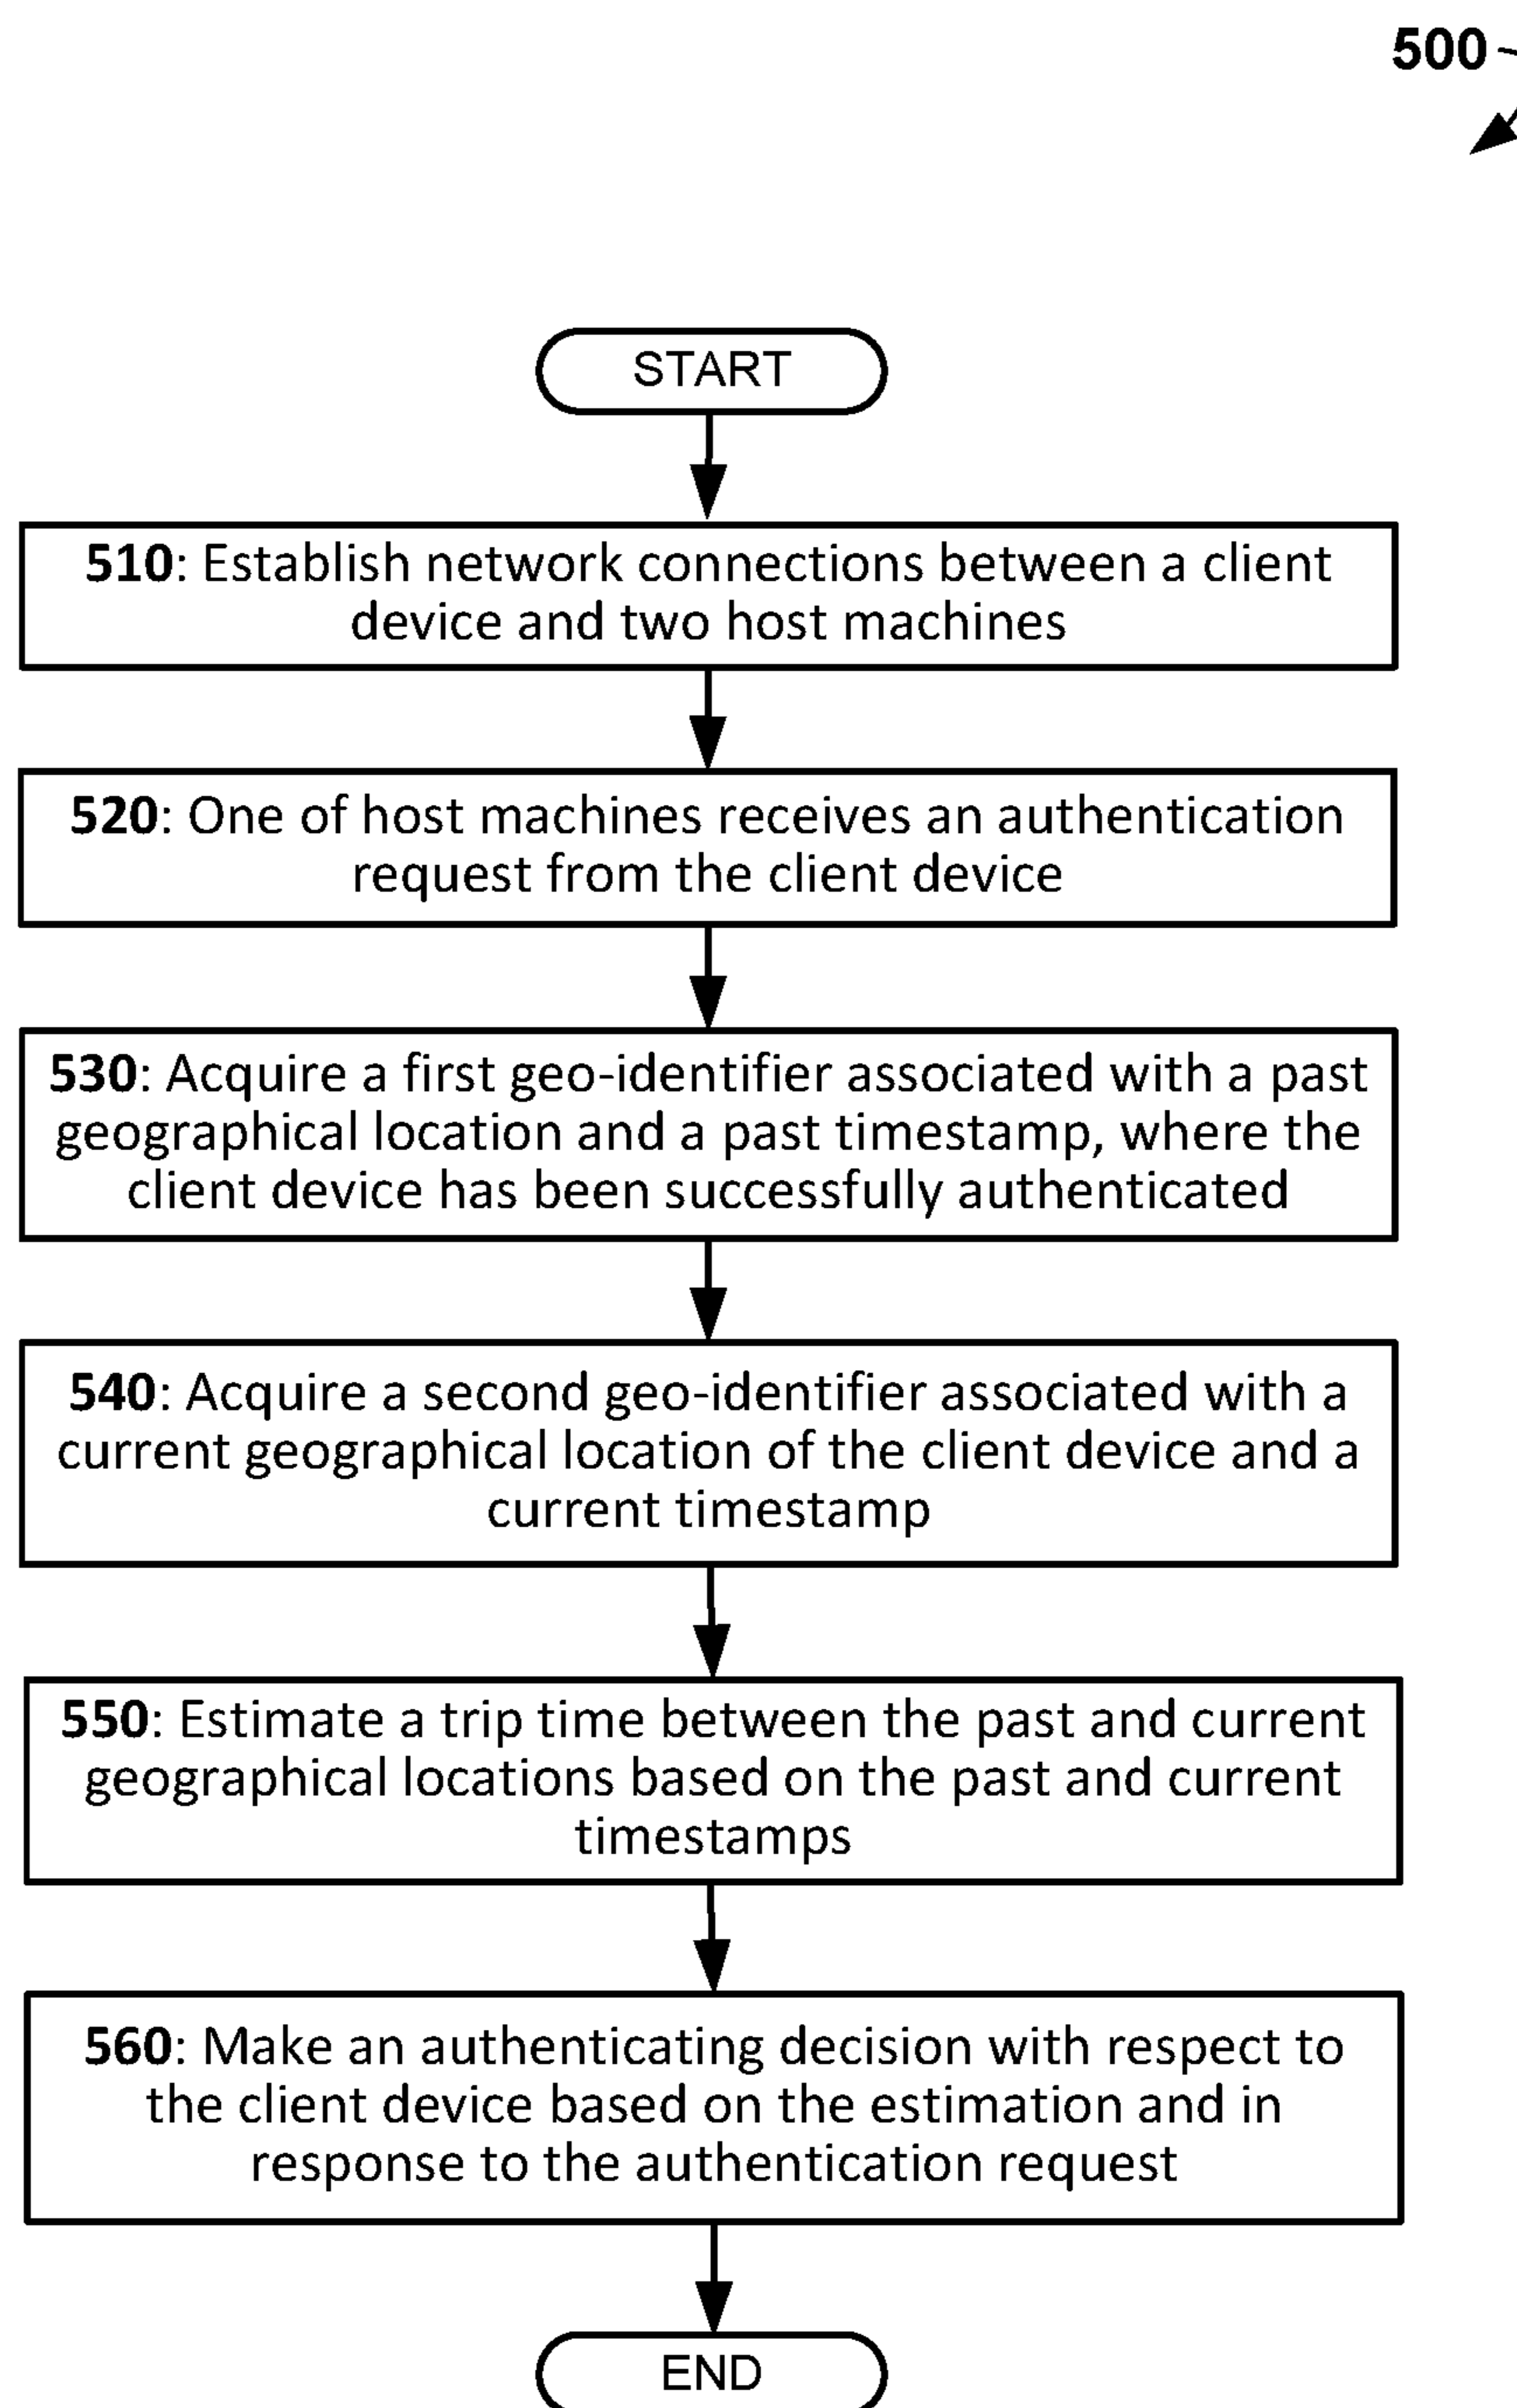 500
START
510: Establish network connections between a client
device and two host machines
520: One of host machines receives an authentication
request from the client device
530: Acquire a first geo-identifier associated with a past
geographical location and a past timestamp, where the
client device has been successfully authenticated
540: Acquire a second geo-identifier associated with a
current geographical location of the client device and a
current timestamp
550: Estimate a trip time between the past and current
geographical locations based on the past and current
timestamps
560: Make an authenticating decision with respect to
the client device based on the estimation and in
response to the authentication request
END